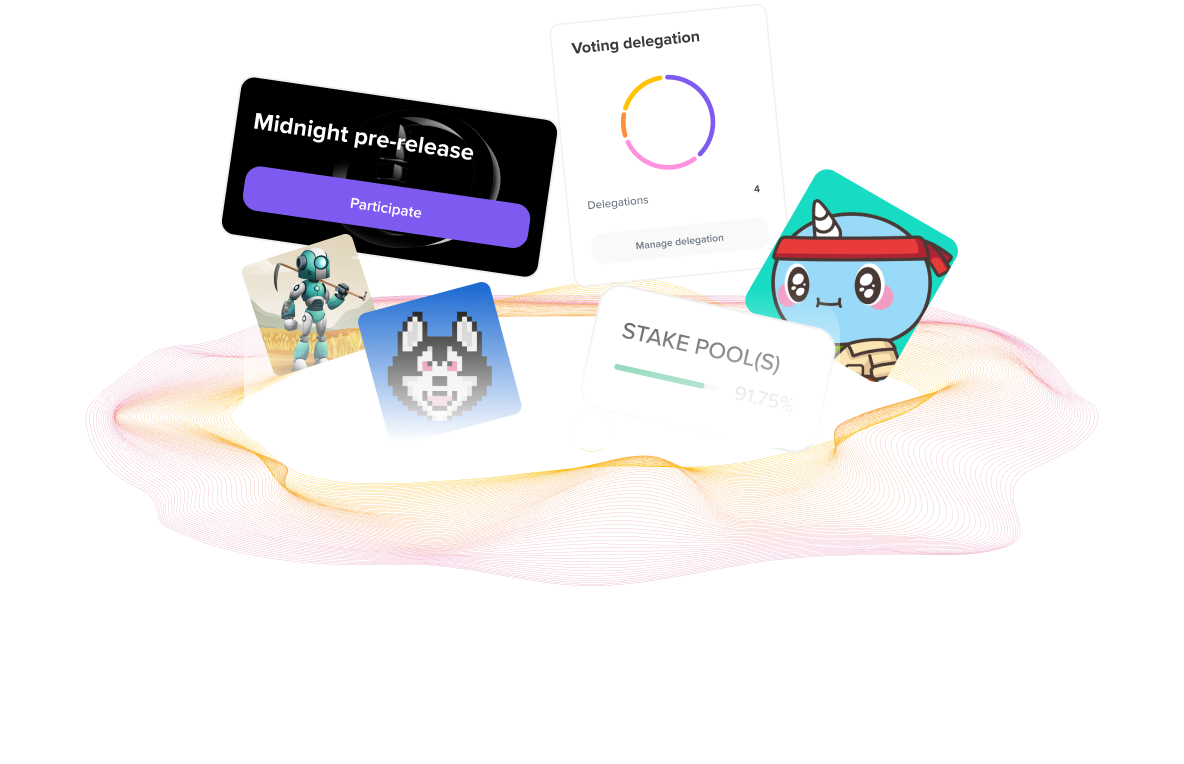 Midnight pre-release
Participate
Voting delegation
Delegations 4
Manage delegation
STAKE POOL(S)
91.75%